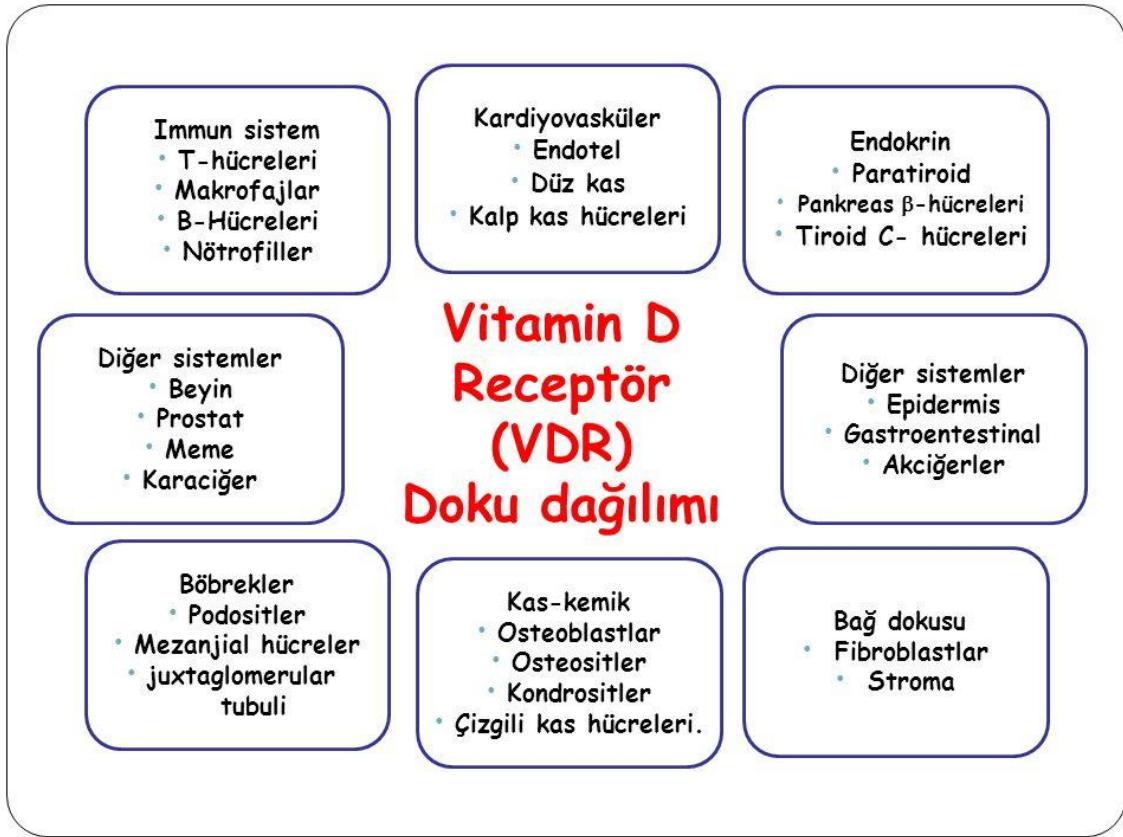 Immun sistem
• T-hücreleri
• Makrofajlar
• B-Hücreleri
• Nötrofiller
Kardiyovasküler
• Endotel
• Düz kas
• Kalp kas hücreleri
Endokrin
• Paratiroid
• Pankreas β-hücreleri
• Tiroid C- hücreleri
Diğer sistemler
• Beyin
• Prostat
• Meme
• Karaciğer
Vitamin D
Receptör
(VDR)
Doku dağılımı
Diğer sistemler
• Epidermis
• Gastroentestinal
• Akciğerler
Böbrekler
• Podositler
• Mezanjial hücreler
• juxtaglomerular
tubuli
Kas-kemik
• Osteoblastlar
• Osteositler
• Kondrositler
• Çizgili kas hücreleri.
Bağ dokusu
• Fibroblastlar
• Stroma